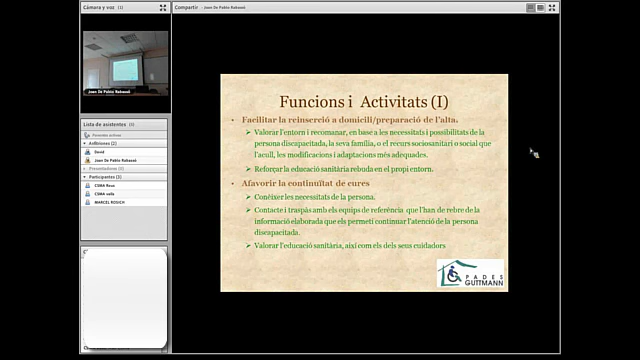 Cámara y voz (1)
Compartir - Joan De Pablo Rabassó
Joan De Pablo Rabassó
Lista de asistentes (5)
Anfitriones (2)
David
Joan De Pablo Rabassó
Participantes (3)
CSMA Reus
CSMA valls
MARCEL ROSICH
Funcions i Activitats (I)
• Facilitar la reinserció a domicili/preparació de l'alta.
➤ Valorar l'entorn i recomanar, en base a les necessitats i possibilitats de la
persona discapacitada, la seva família, o el recurs sociosanitari o social que
l'acull, les modificacions i adaptacions més adequades.
➤ Reforçar la educació sanitària rebuda en el propi entorn.
• Afavorir la continuïtat de cures
➤ Conèixer les necessitats de la persona.
➤ Contacte i traspàs amb els equips de referència que l'han de rebre de la
informació elaborada que els permeti continuar l'atenció de la persona
discapacitada.
➤ Valorar l'educació sanitària, així com els dels seus cuidadors
PADES
GUTTMANN